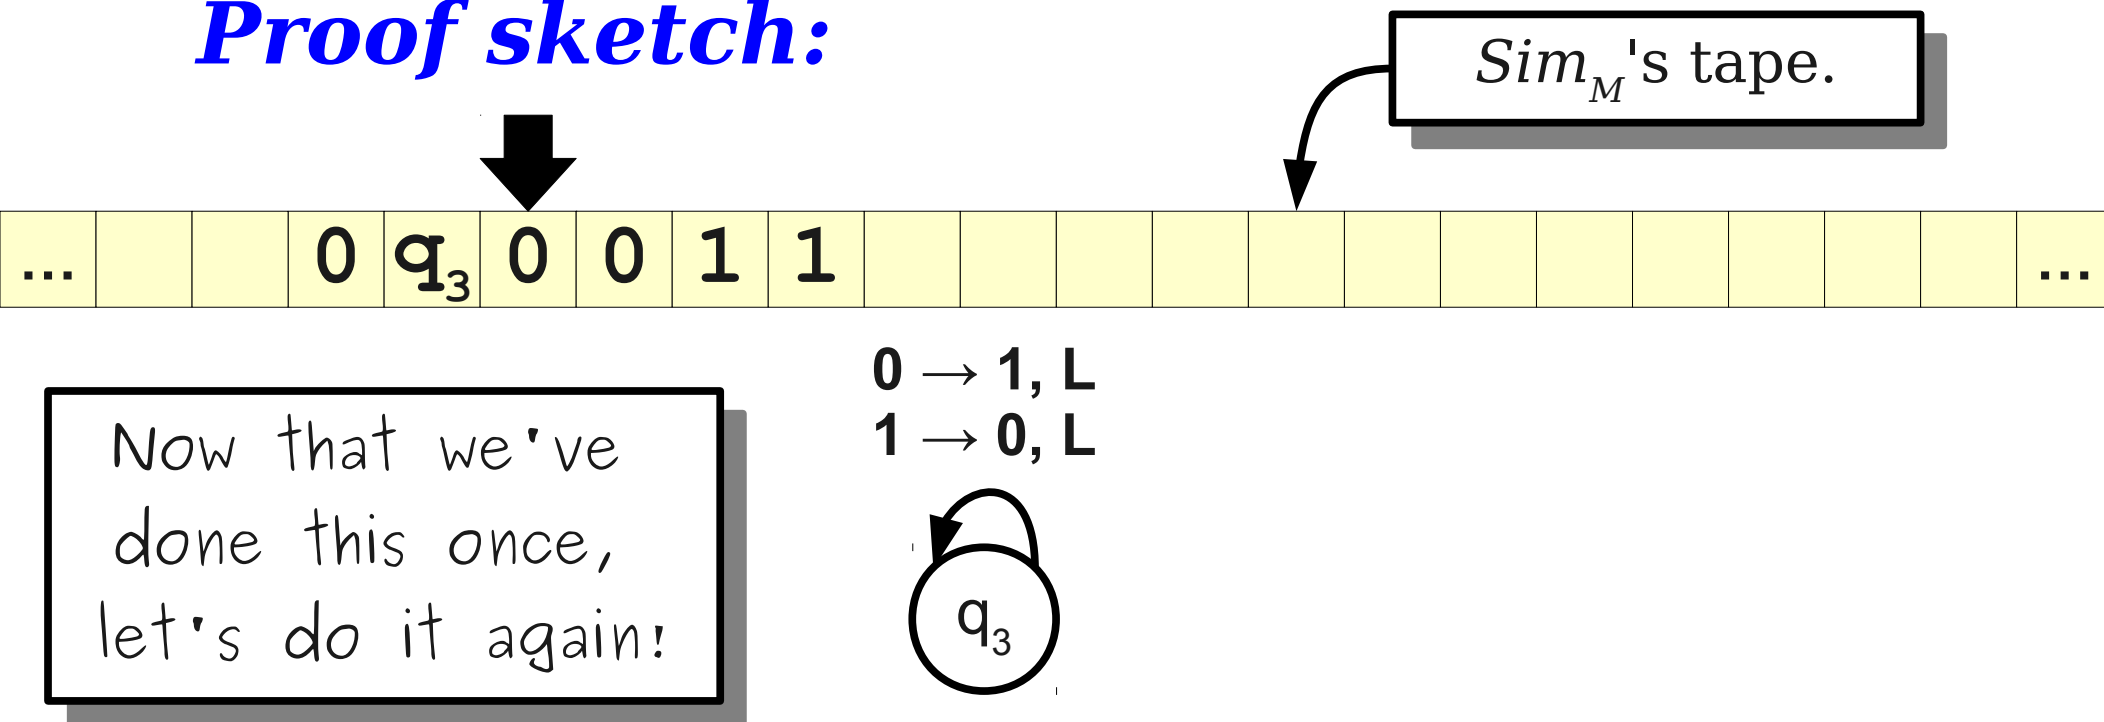 Proof sketch:
Sim_M's tape.
... 0 q₃ 0 0 1 1 ...
0 → 1, L
1 → 0, L
Now that we've
done this once,
let's do it again!
q₃